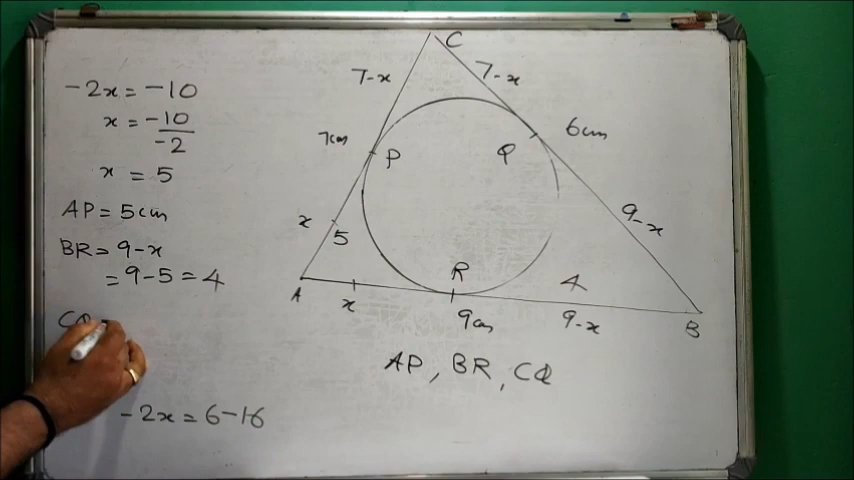 -2x = -10
x = -10
-2
x = 5
AP = 5cm
BR = 9-x
= 9-5 = 4
CQ =
-2x = 6-16
C
7-x
7-x
7cm
P
Q
6cm
x
5
9-x
A
x
R
9cm
4
9-x
B
AP, BR, CQ